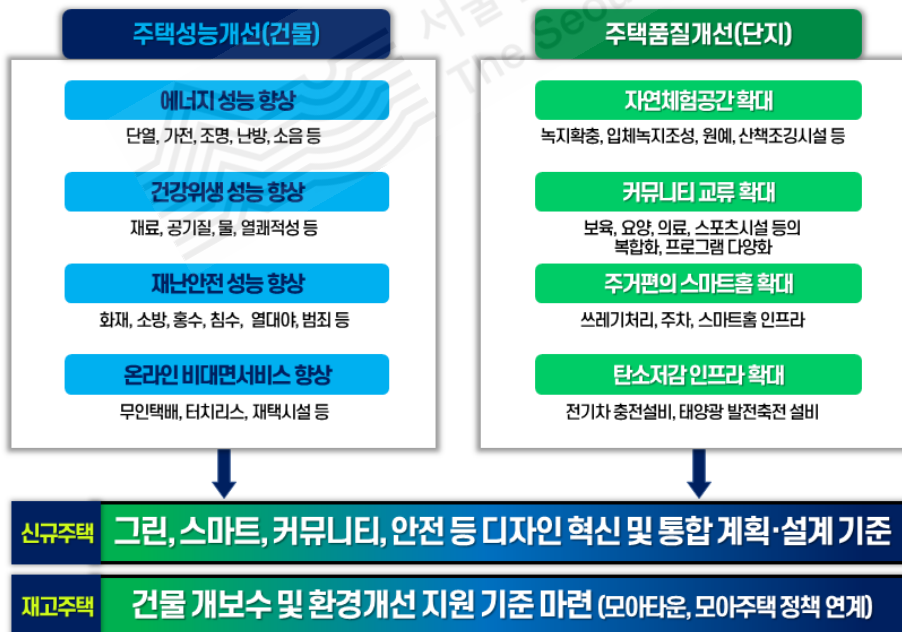 주택성능개선(건물)
에너지 성능 향상
단열, 가전, 조명, 난방, 소음 등
건강위생 성능 향상
재료, 공기질, 물, 열쾌적성 등
재난안전 성능 향상
화재, 소방, 홍수, 침수, 열대야, 범죄 등
온라인 비대면서비스 향상
무인택배, 터치리스, 재택시설 등
주택품질개선(단지)
자연체험공간 확대
녹지확충, 입체녹지조성, 원예, 산책조깅시설 등
커뮤니티 교류 확대
보육, 요양, 의료, 스포츠시설 등의
복합화, 프로그램 다양화
주거편의 스마트홈 확대
쓰레기처리, 주차, 스마트홈 인프라
탄소저감 인프라 확대
전기차 충전설비, 태양광 발전축전 설비
신규주택 그린, 스마트, 커뮤니티, 안전 등 디자인 혁신 및 통합 계획·설계 기준
재고주택 건물 개보수 및 환경개선 지원 기준 마련 (모아타운, 모아주택 정책 연계)
서울
The Seoul